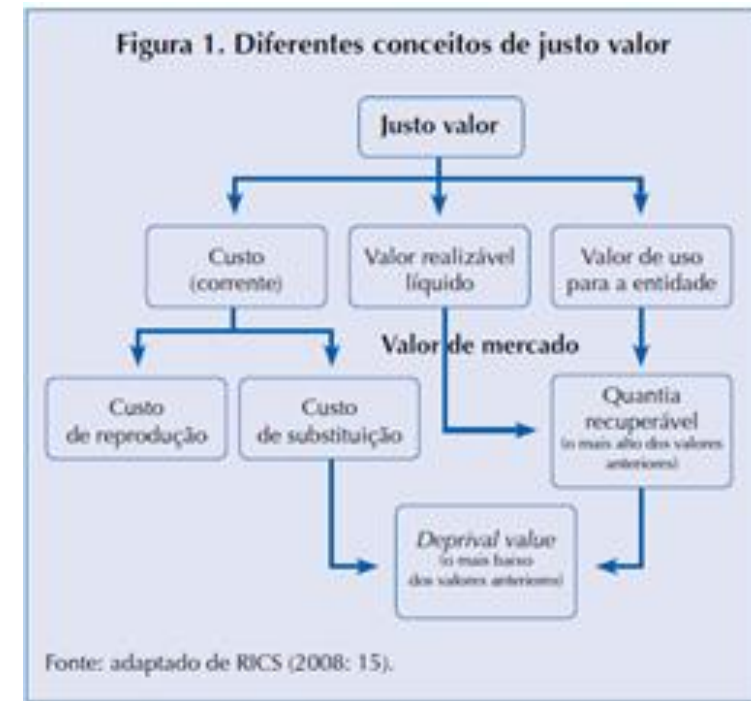 Figura 1. Diferentes conceitos de justo valor
Justo valor
Custo
(corrente)
Valor realizável
líquido
Valor de uso
para a entidade
Valor de mercado
Custo
de reprodução
Custo
de substituição
Quantia
recuperável
(o mais alto dos valores
anteriores)
Deprival value
(o mais baixo
dos valores anteriores)
Fonte: adaptado de RICS (2008: 15).